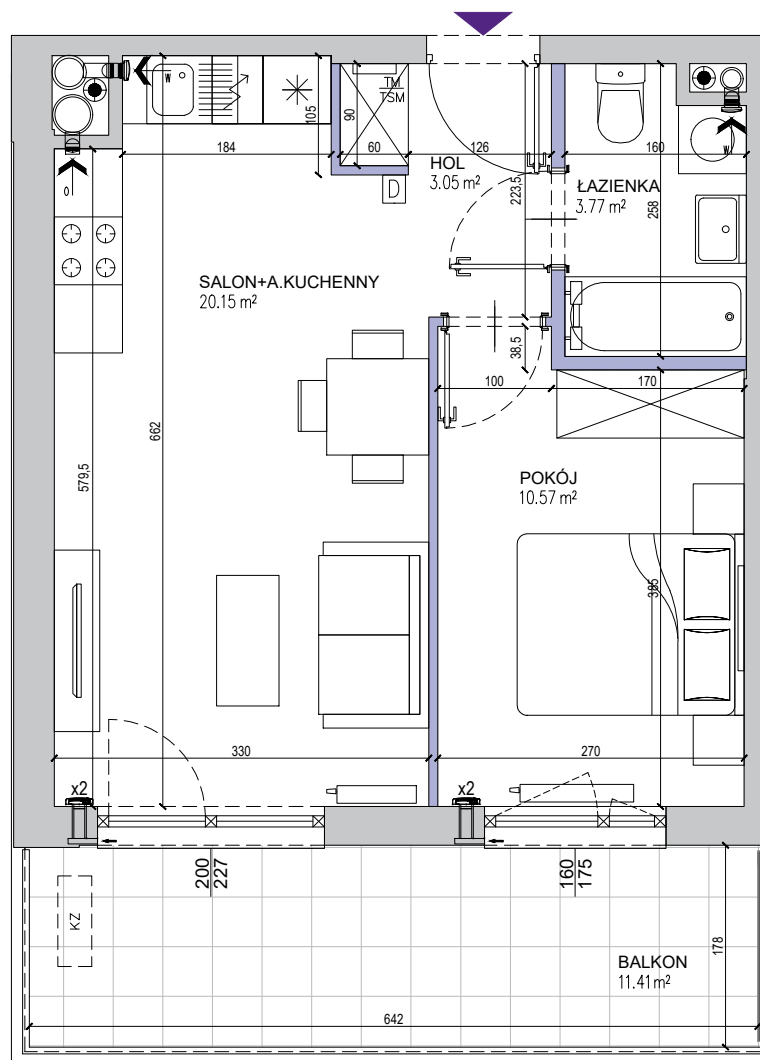 W
TM
TSM
105
90
184
60
126
160
HOL
3.05 m²
223,5
ŁAZIENKA
3.77 m²
W
D
258
SALON+A.KUCHENNY
20.15 m²
38,5
100
170
662
579,5
POKÓJ
10.57 m²
385
330
270
x2
x2
200
227
160
175
KZ
BALKON
11.41 m²
178
642